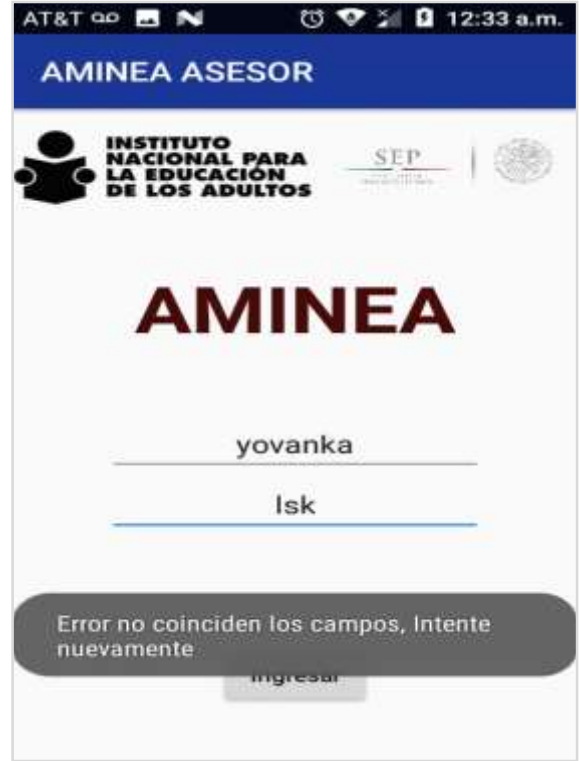 AT&T 12:33 a.m.
AMINEA ASESOR
INSTITUTO
NACIONAL PARA
LA EDUCACIÓN
DE LOS ADULTOS
SEP
AMINEA
yovanka
lsk
Error no coinciden los campos, Intente
nuevamente
Ingresar